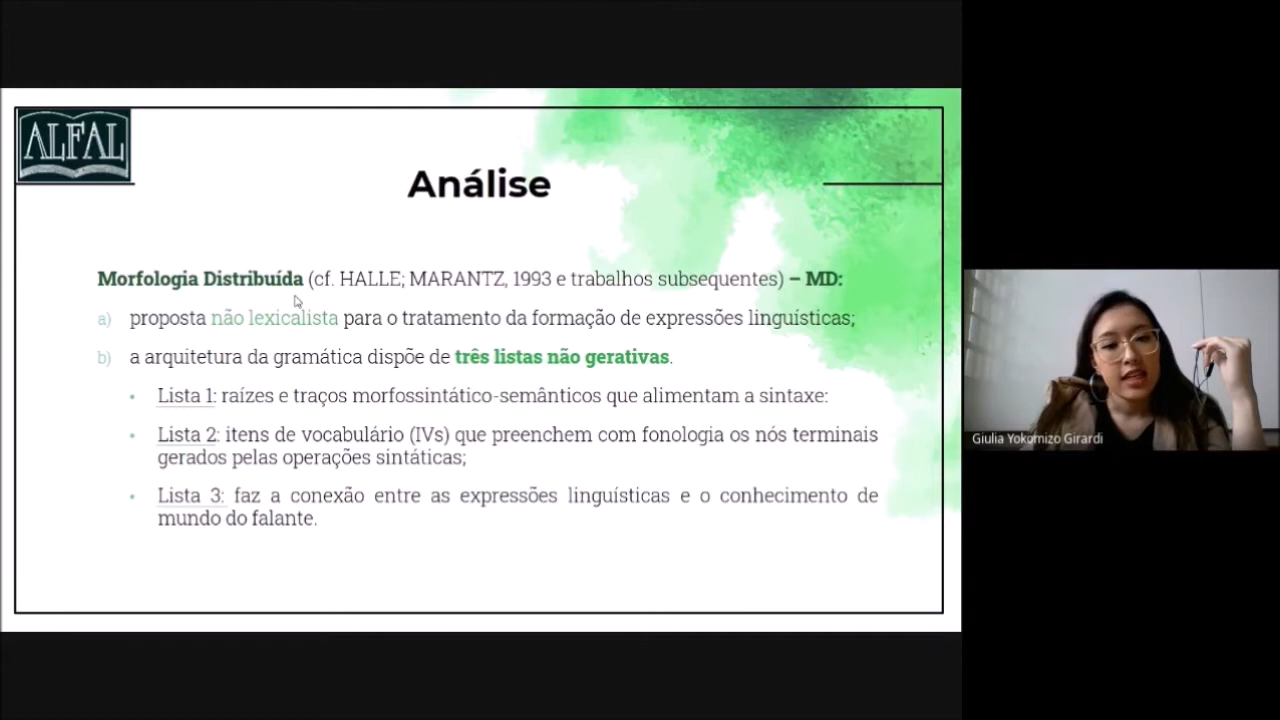 ALFAL
Análise
Morfologia Distribuída (cf. HALLE; MARANTZ, 1993 e trabalhos subsequentes) – MD:
a) proposta não lexicalista para o tratamento da formação de expressões linguísticas;
b) a arquitetura da gramática dispõe de três listas não gerativas.
• Lista 1: raízes e traços morfossintático-semânticos que alimentam a sintaxe:
• Lista 2: itens de vocabulário (IVs) que preenchem com fonologia os nós terminais
gerados pelas operações sintáticas;
• Lista 3: faz a conexão entre as expressões linguísticas e o conhecimento de
mundo do falante.
Giulia Yokomizo Girardi